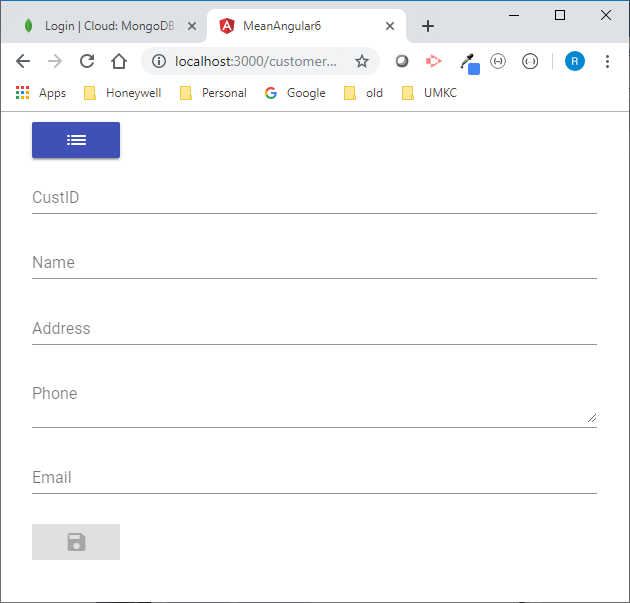 Login | Cloud: MongoDB
MeanAngular6
localhost:3000/customer...
R
Apps
Honeywell
Personal
Google
old
UMKC
CustID
Name
Address
Phone
Email